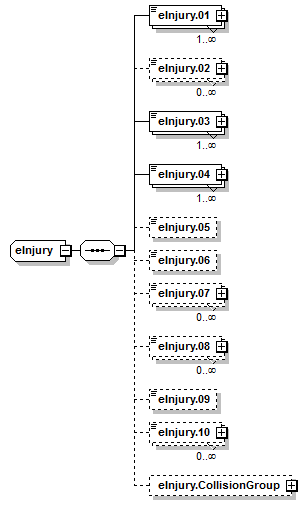 eInjury.01
1..∞
eInjury.02
0..∞
eInjury.03
1..∞
eInjury.04
1..∞
eInjury.05
eInjury
eInjury.06
eInjury.07
0..∞
eInjury.08
0..∞
eInjury.09
eInjury.10
0..∞
eInjury.CollisionGroup